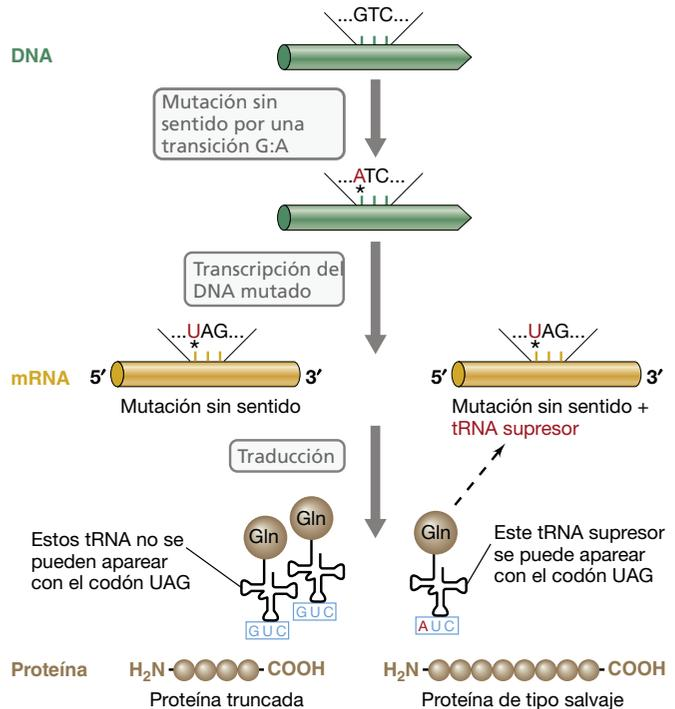 ...GTC...
DNA
Mutación sin
sentido por una
transición G:A
...ATC...
*
Transcripción del
DNA mutado
...UAG...
*
...UAG...
*
mRNA
5′
3′
5′
3′
Mutación sin sentido
Mutación sin sentido +
tRNA supresor
Traducción
Gln
Gln
Gln
Estos tRNA no se
pueden aparear
con el codón UAG
Este tRNA supresor
se puede aparear
con el codón UAG
GUC
GUC
AUC
Proteína
H₂N
COOH
H₂N
COOH
Proteína truncada
Proteína de tipo salvaje